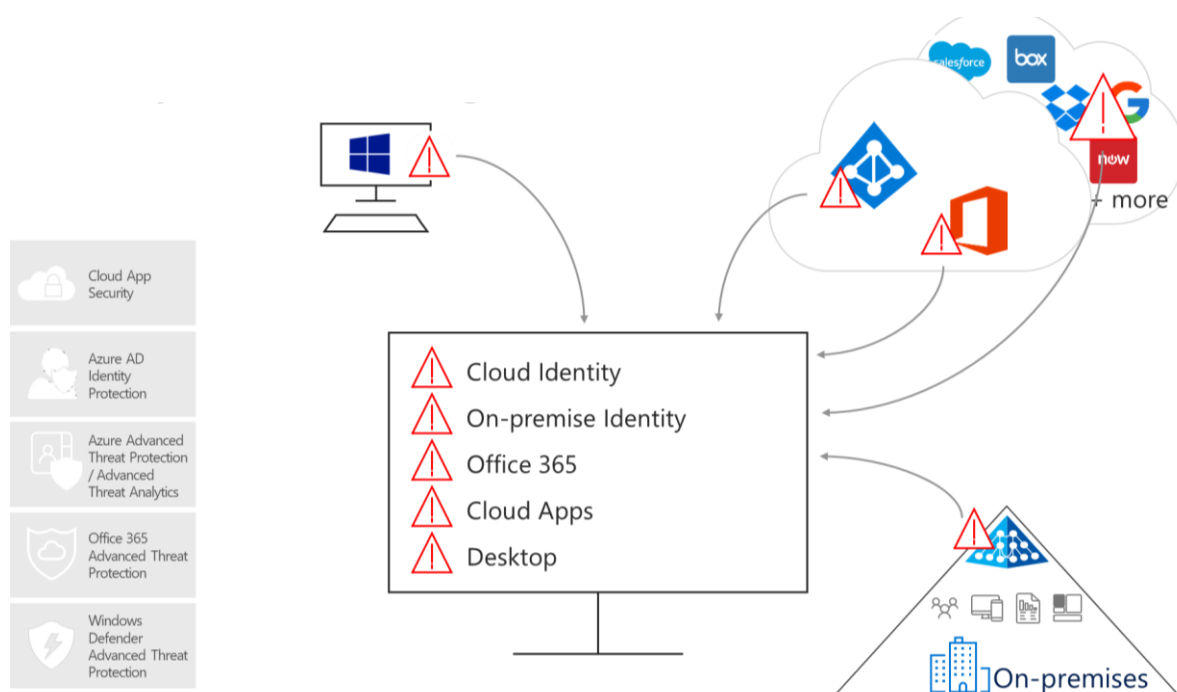 salesforce
box
now
+ more
Cloud App
Security
Azure AD
Identity
Protection
Azure Advanced
Threat Protection
/ Advanced
Threat Analytics
Office 365
Advanced Threat
Protection
Windows
Defender
Advanced Threat
Protection
Cloud Identity
On-premise Identity
Office 365
Cloud Apps
Desktop
On-premises